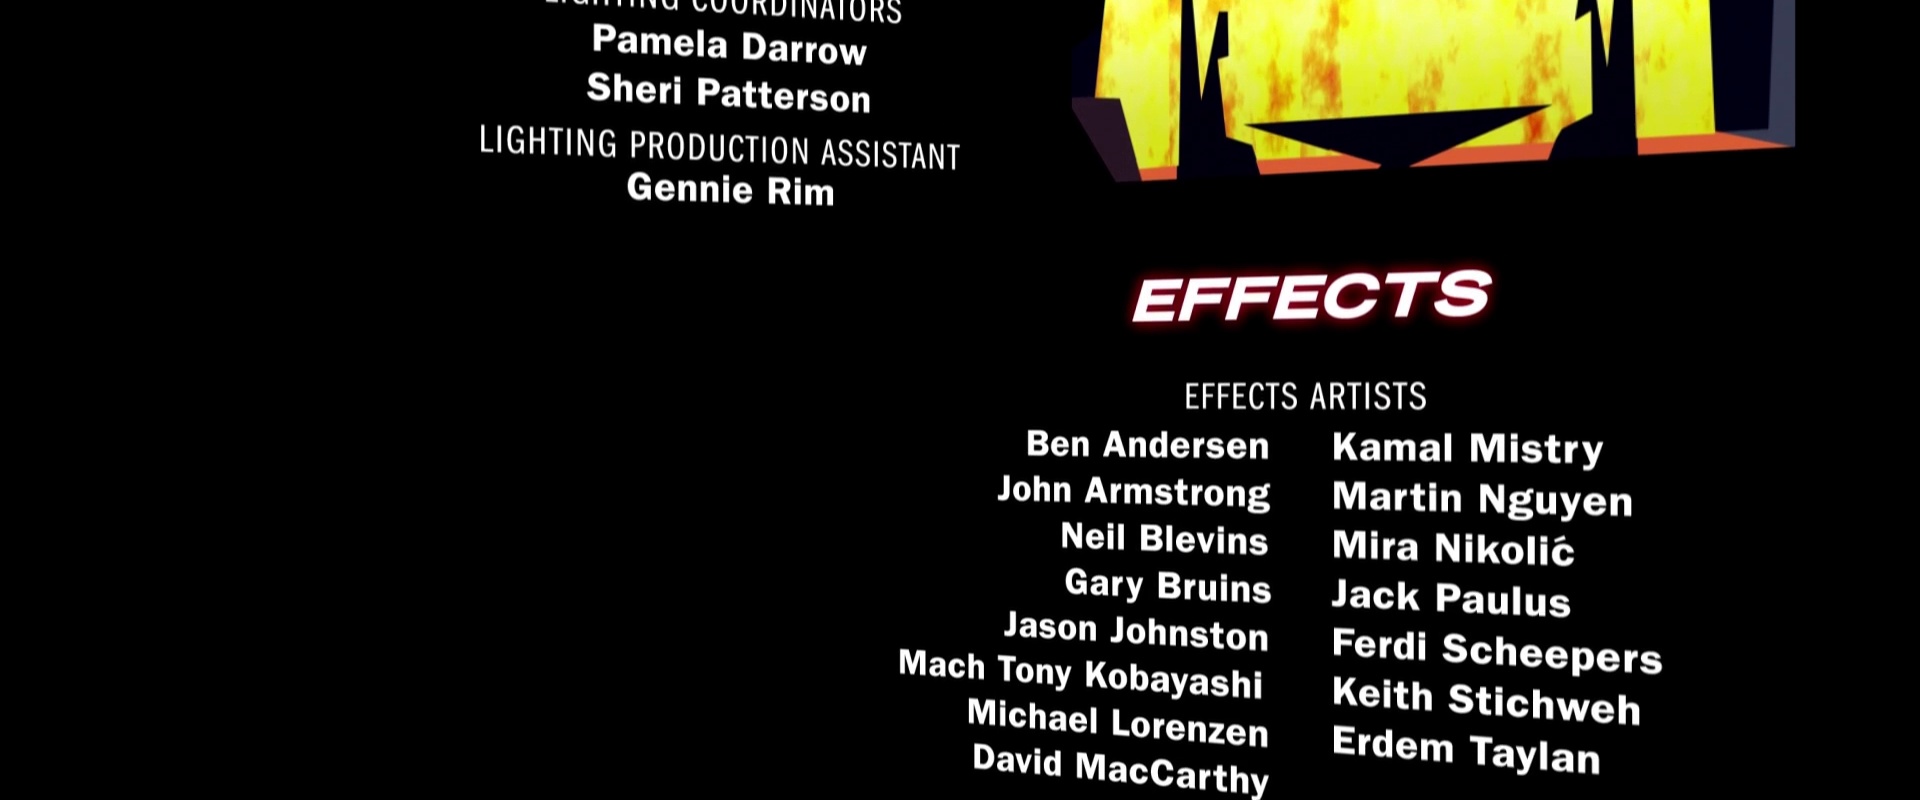 LIGHTING COORDINATORS
Pamela Darrow
Sheri Patterson
LIGHTING PRODUCTION ASSISTANT
Gennie Rim
EFFECTS
EFFECTS ARTISTS
Ben Andersen
John Armstrong
Neil Blevins
Gary Bruins
Jason Johnston
Mach Tony Kobayashi
Michael Lorenzen
David MacCarthy
Kamal Mistry
Martin Nguyen
Mira Nikolić
Jack Paulus
Ferdi Scheepers
Keith Stichweh
Erdem Taylan